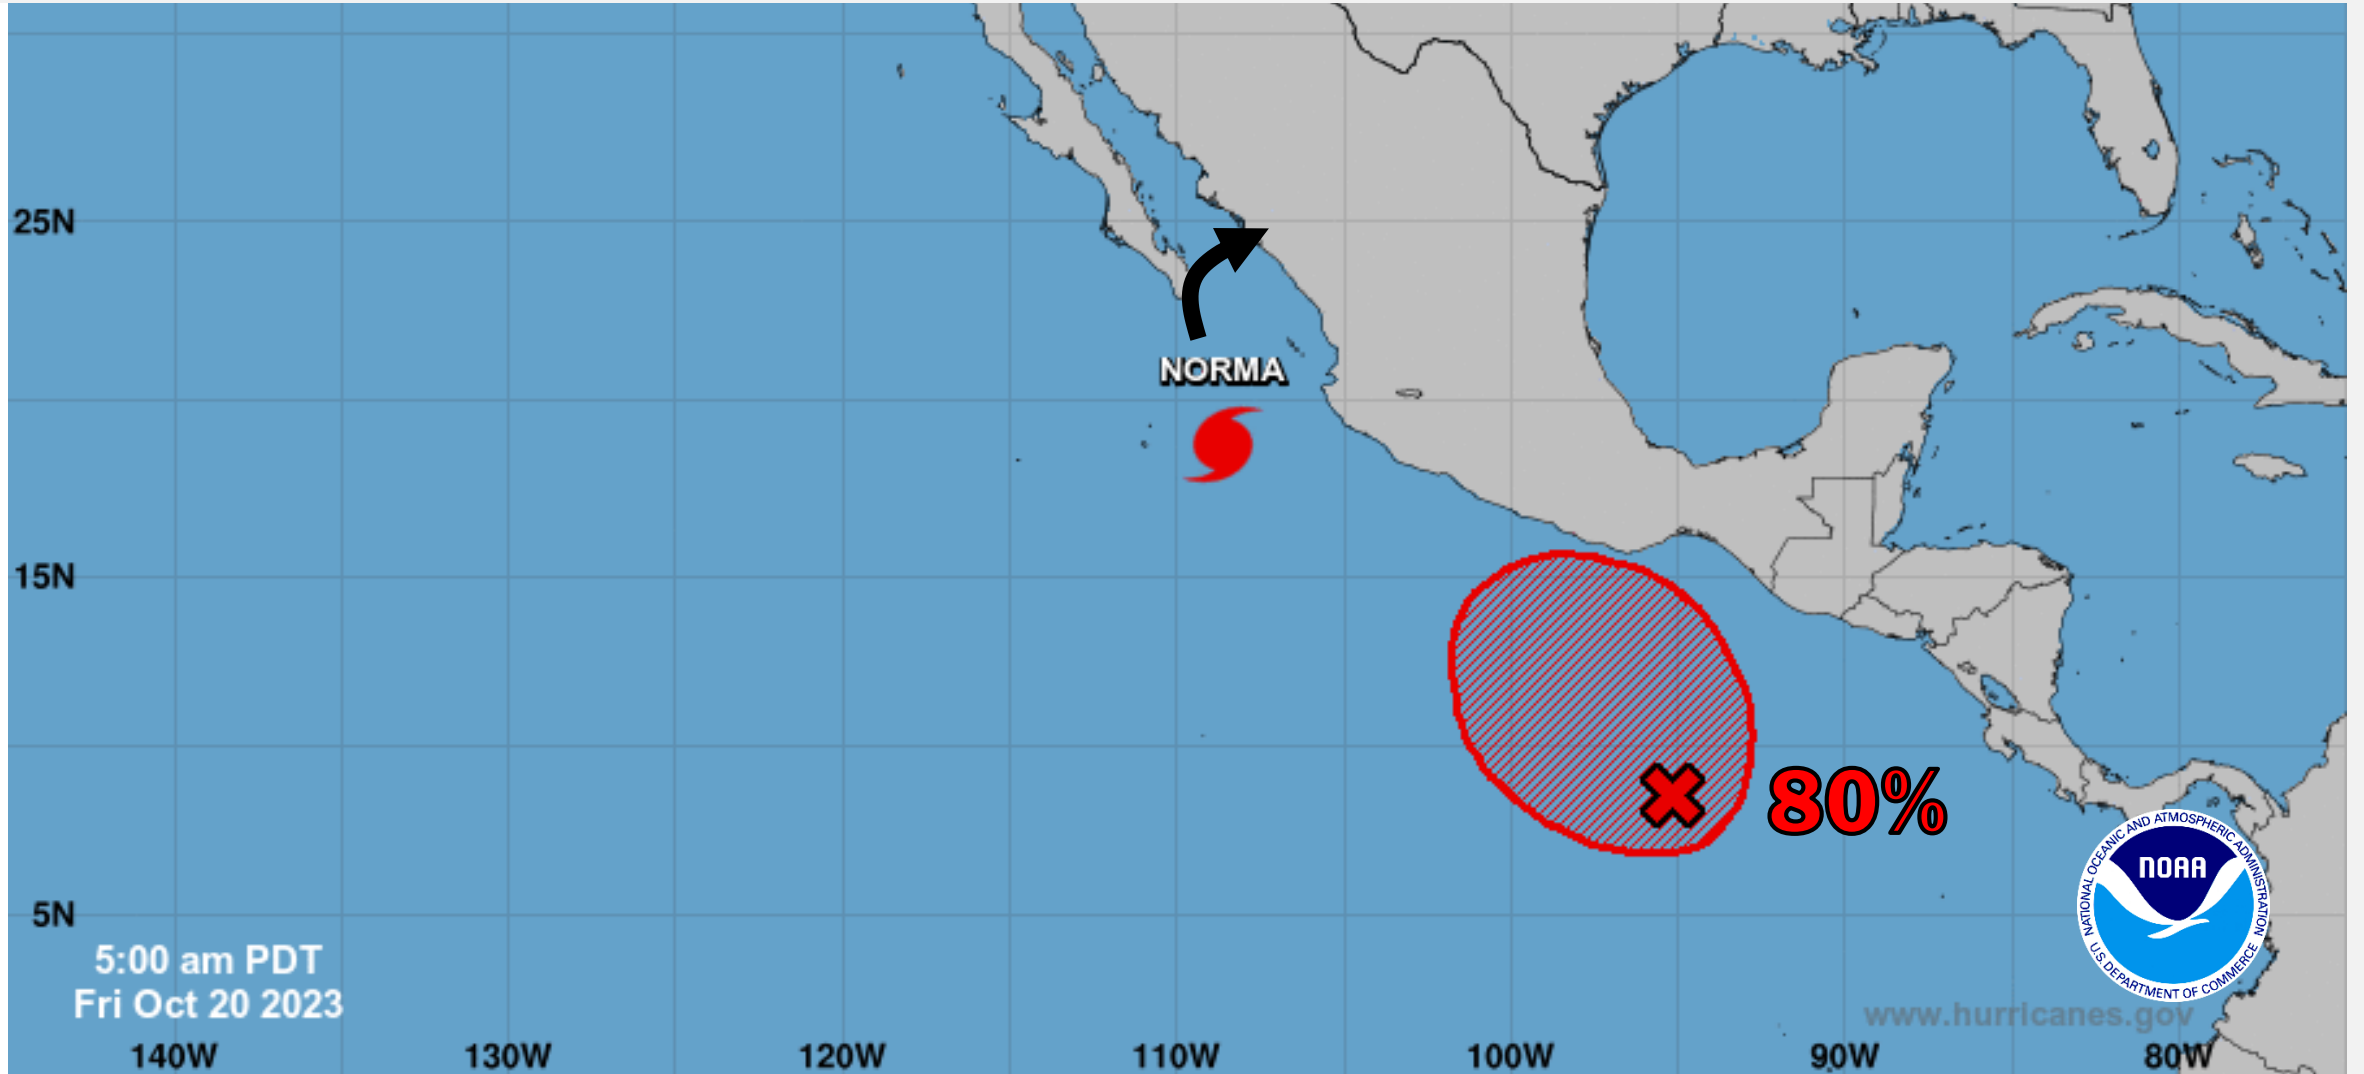 25N
NORMA
15N
80%
NATIONAL OCEANIC AND ATMOSPHERIC ADMINISTRATION
NOAA
U.S. DEPARTMENT OF COMMERCE
5N
5:00 am PDT
Fri Oct 20 2023
www.hurricanes.gov
140W 130W 120W 110W 100W 90W 80W